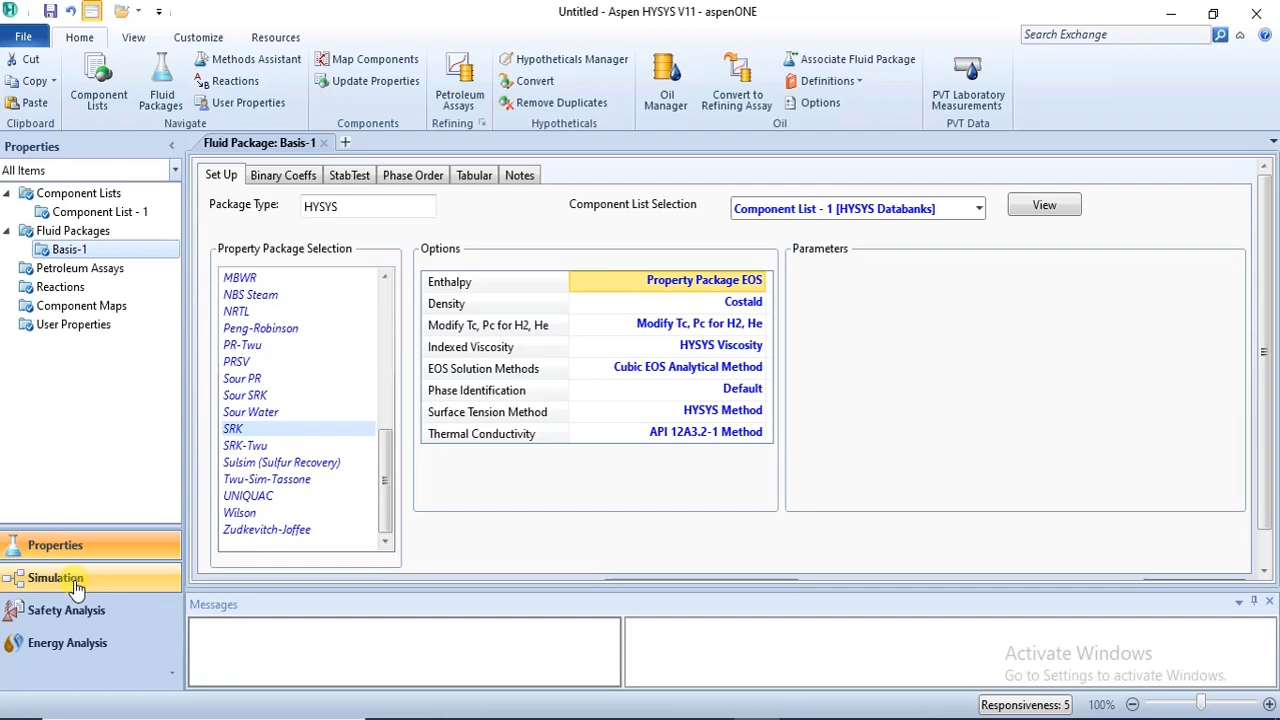 Untitled - Aspen HYSYS V11 - aspenONE
File
Home
View
Customize
Resources
Search Exchange
Cut
Copy
Paste
Clipboard
Component Lists
Fluid Packages
Methods Assistant
Reactions
User Properties
Navigate
Map Components
Update Properties
Components
Petroleum Assays
Refining
Hypotheticals Manager
Convert
Remove Duplicates
Hypotheticals
Oil Manager
Convert to Refining Assay
Associate Fluid Package
Definitions
Options
Oil
PVT Laboratory Measurements
PVT Data
Properties
All Items
Component Lists
Component List - 1
Fluid Packages
Basis-1
Petroleum Assays
Reactions
Component Maps
User Properties
Properties
Simulation
Safety Analysis
Energy Analysis
Fluid Package: Basis-1
Set Up
Binary Coeffs
StabTest
Phase Order
Tabular
Notes
Package Type:
HYSYS
Component List Selection
Component List - 1 [HYSYS Databanks]
View
Property Package Selection
MBWR
NBS Steam
NRTL
Peng-Robinson
PR-Twu
PRSV
Sour PR
Sour SRK
Sour Water
SRK
SRK-Twu
Sulsim (Sulfur Recovery)
Twu-Sim-Tassone
UNIQUAC
Wilson
Zudkevitch-Joffee
Options
Enthalpy Property Package EOS
Density Costald
Modify Tc, Pc for H2, He Modify Tc, Pc for H2, He
Indexed Viscosity HYSYS Viscosity
EOS Solution Methods Cubic EOS Analytical Method
Phase Identification Default
Surface Tension Method HYSYS Method
Thermal Conductivity API 12A3.2-1 Method
Parameters
Messages
Activate Windows
Go to Settings to activate Windows.
Responsiveness: 5
100%